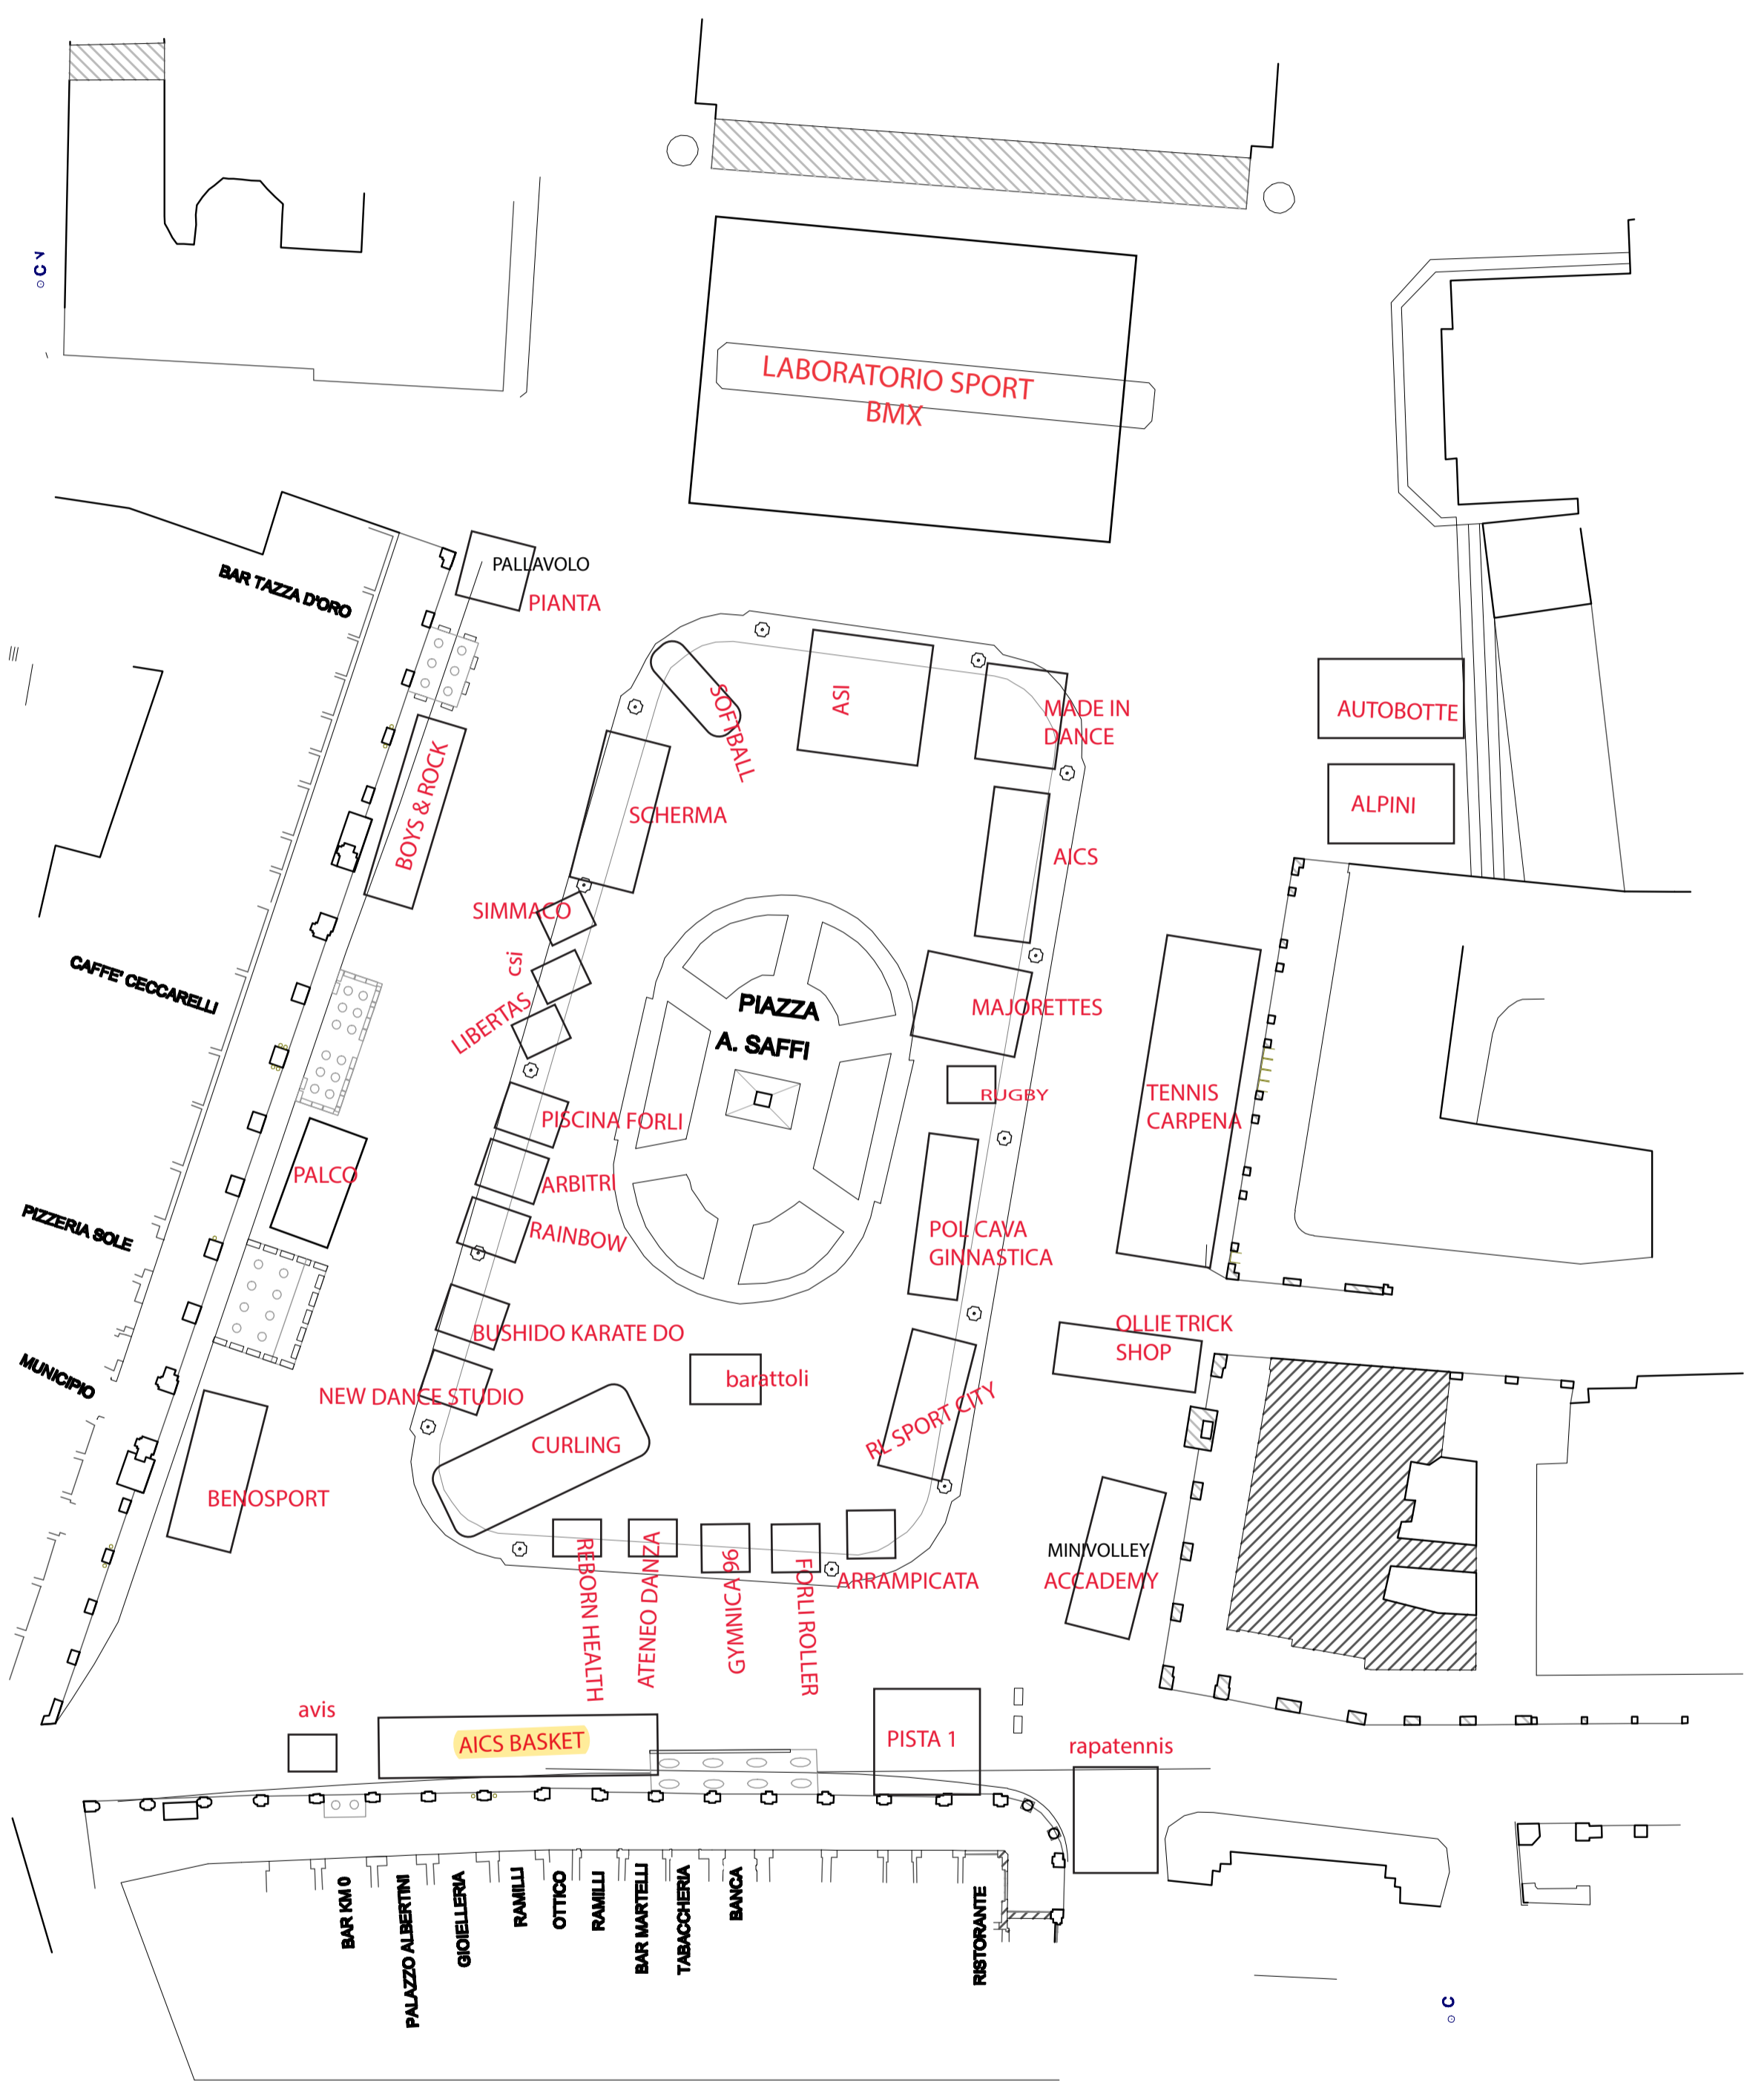 C
LABORATORIO SPORT
BMX
PALLAVOLO
PIANTA
BAR TAZZA D'ORO
SOFTBALL
ASI
MADE IN
DANCE
AUTOBOTTE
BOYS & ROCK
SCHERMA
ALPINI
AICS
SIMMACO
csi
CAFFE' CECCARELLI
LIBERTAS
PIAZZA
A. SAFFI
MAJORETTES
RUGBY
TENNIS
CARPENA
PISCINA FORLI
PALCO
ARBITRI
PIZZERIA SOLE
RAINBOW
POL CAVA
GINNASTICA
BUSHIDO KARATE DO
OLLIE TRICK
SHOP
MUNICIPIO
NEW DANCE STUDIO
barattoli
RL SPORT CITY
CURLING
BENOSPORT
REBORN HEALTH
ATENEO DANZA
GYMNICA 96
FORLI ROLLER
ARRAMPICATA
MINIVOLLEY
ACCADEMY
avis
AICS BASKET
PISTA 1
rapatennis
BAR KM 0
PALAZZO ALBERTINI
GIOIELLERIA
RAMILLI
OTTICO
RAMILLI
BAR MARTELLI
TABACCHERIA
BANCA
RISTORANTE
C